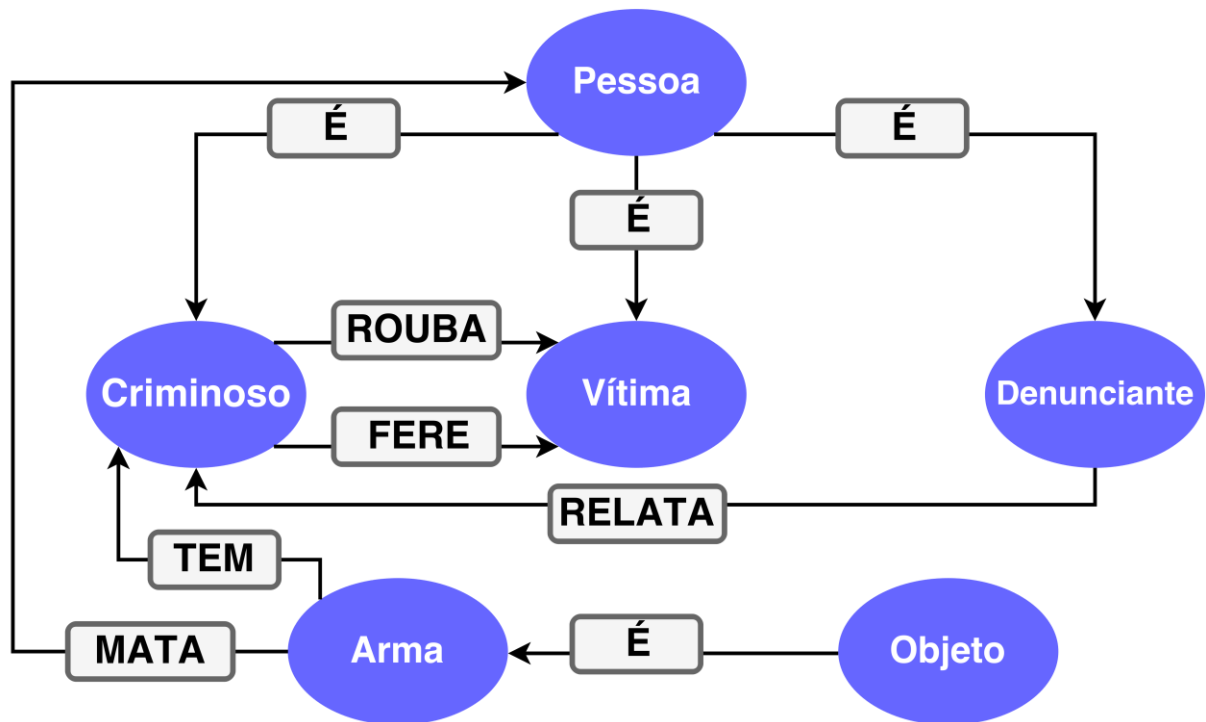 Pessoa
É
É
É
ROUBA
Criminoso
Vítima
Denunciante
FERE
RELATA
TEM
MATA
Arma
É
Objeto